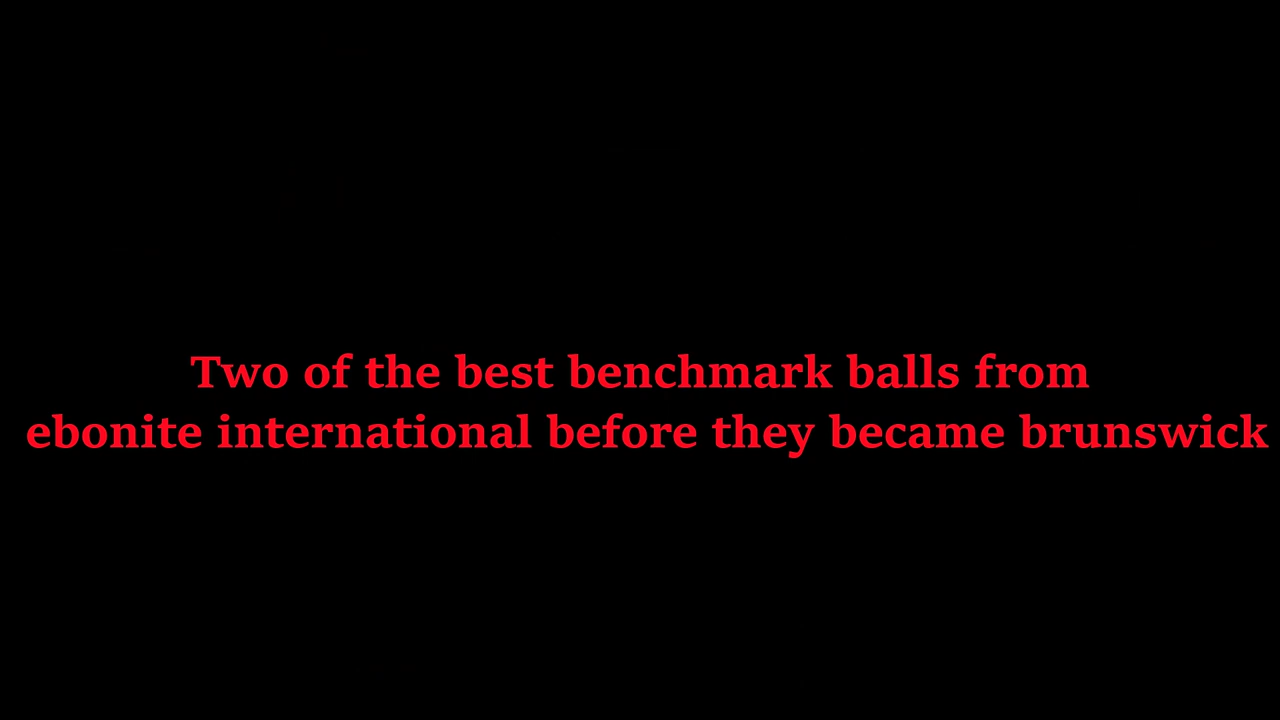 Two of the best benchmark balls from
ebonite international before they became brunswick